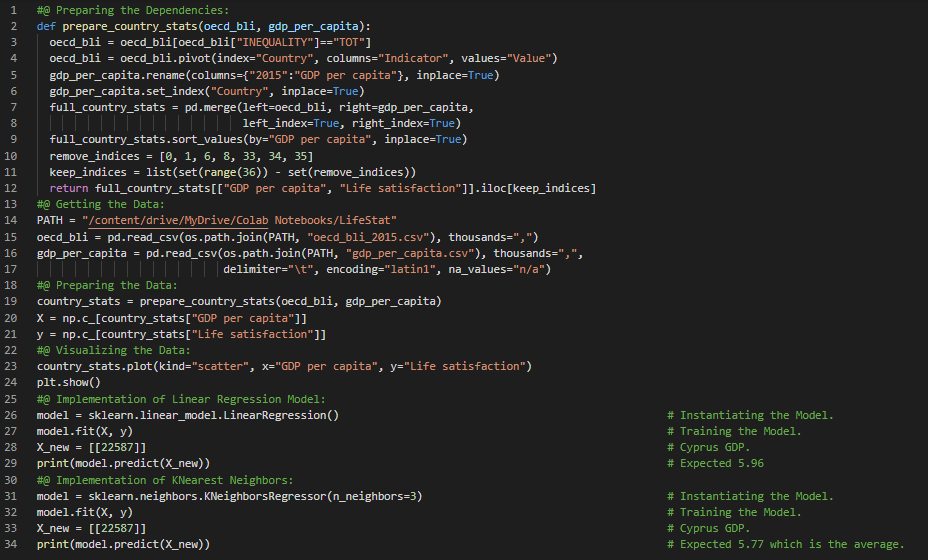 1 #@ Preparing the Dependencies:
2 def prepare_country_stats(oecd_bli, gdp_per_capita):
3   oecd_bli = oecd_bli[oecd_bli["INEQUALITY"]=="TOT"]
4   oecd_bli = oecd_bli.pivot(index="Country", columns="Indicator", values="Value")
5   gdp_per_capita.rename(columns={"2015":"GDP per capita"}, inplace=True)
6   gdp_per_capita.set_index("Country", inplace=True)
7   full_country_stats = pd.merge(left=oecd_bli, right=gdp_per_capita,
8                                 left_index=True, right_index=True)
9   full_country_stats.sort_values(by="GDP per capita", inplace=True)
10   remove_indices = [0, 1, 6, 8, 33, 34, 35]
11   keep_indices = list(set(range(36)) - set(remove_indices))
12   return full_country_stats[["GDP per capita", "Life satisfaction"]].iloc[keep_indices]
13 #@ Getting the Data:
14 PATH = "/content/drive/MyDrive/Colab Notebooks/LifeStat"
15 oecd_bli = pd.read_csv(os.path.join(PATH, "oecd_bli_2015.csv"), thousands=",")
16 gdp_per_capita = pd.read_csv(os.path.join(PATH, "gdp_per_capita.csv"), thousands=",",
17                              delimiter="\t", encoding="latin1", na_values="n/a")
18 #@ Preparing the Data:
19 country_stats = prepare_country_stats(oecd_bli, gdp_per_capita)
20 X = np.c_[country_stats["GDP per capita"]]
21 y = np.c_[country_stats["Life satisfaction"]]
22 #@ Visualizing the Data:
23 country_stats.plot(kind="scatter", x="GDP per capita", y="Life satisfaction")
24 plt.show()
25 #@ Implementation of Linear Regression Model:
26 model = sklearn.linear_model.LinearRegression() # Instantiating the Model.
27 model.fit(X, y) # Training the Model.
28 X_new = [[22587]] # Cyprus GDP.
29 print(model.predict(X_new)) # Expected 5.96
30 #@ Implementation of KNearest Neighbors:
31 model = sklearn.neighbors.KNeighborsRegressor(n_neighbors=3) # Instantiating the Model.
32 model.fit(X, y) # Training the Model.
33 X_new = [[22587]] # Cyprus GDP.
34 print(model.predict(X_new)) # Expected 5.77 which is the average.